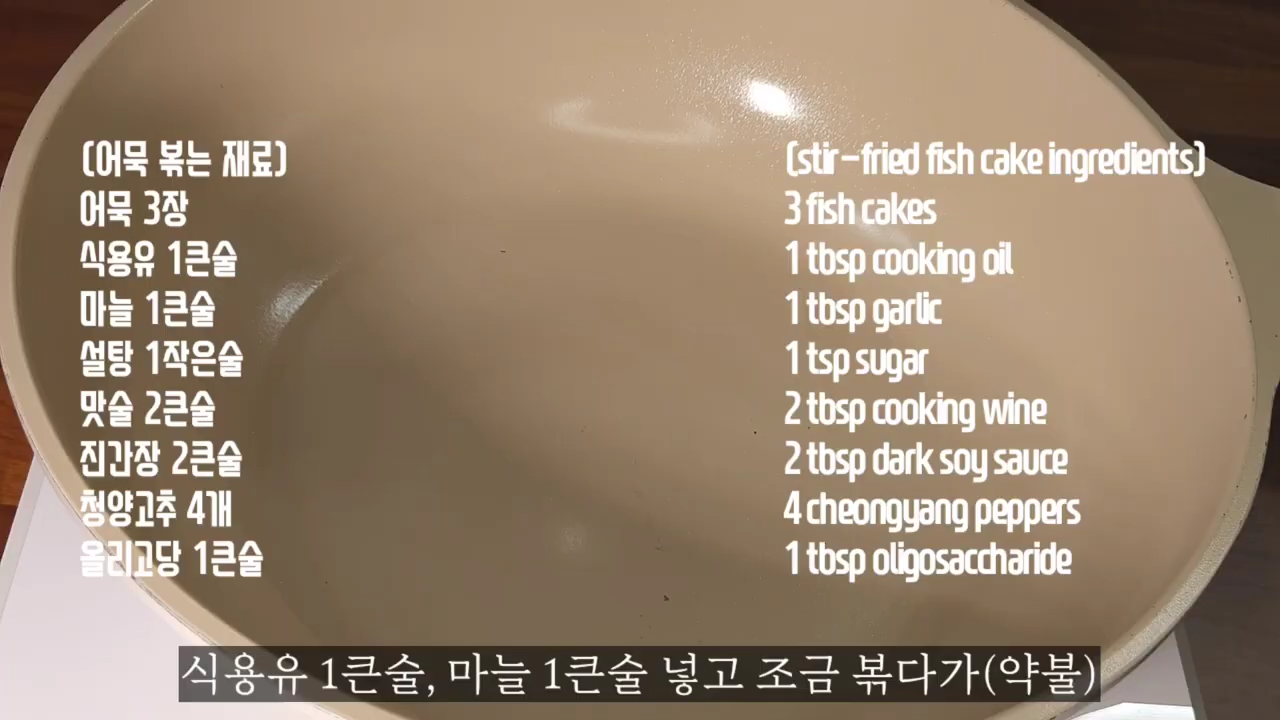 (어묵 볶는 재료)
어묵 3장
식용유 1큰술
마늘 1큰술
설탕 1작은술
맛술 2큰술
진간장 2큰술
청양고추 4개
올리고당 1큰술
(stir-fried fish cake ingredients)
3 fish cakes
1 tbsp cooking oil
1 tbsp garlic
1 tsp sugar
2 tbsp cooking wine
2 tbsp dark soy sauce
4 cheongyang peppers
1 tbsp oligosaccharide
식용유 1큰술, 마늘 1큰술 넣고 조금 볶다가(약불)